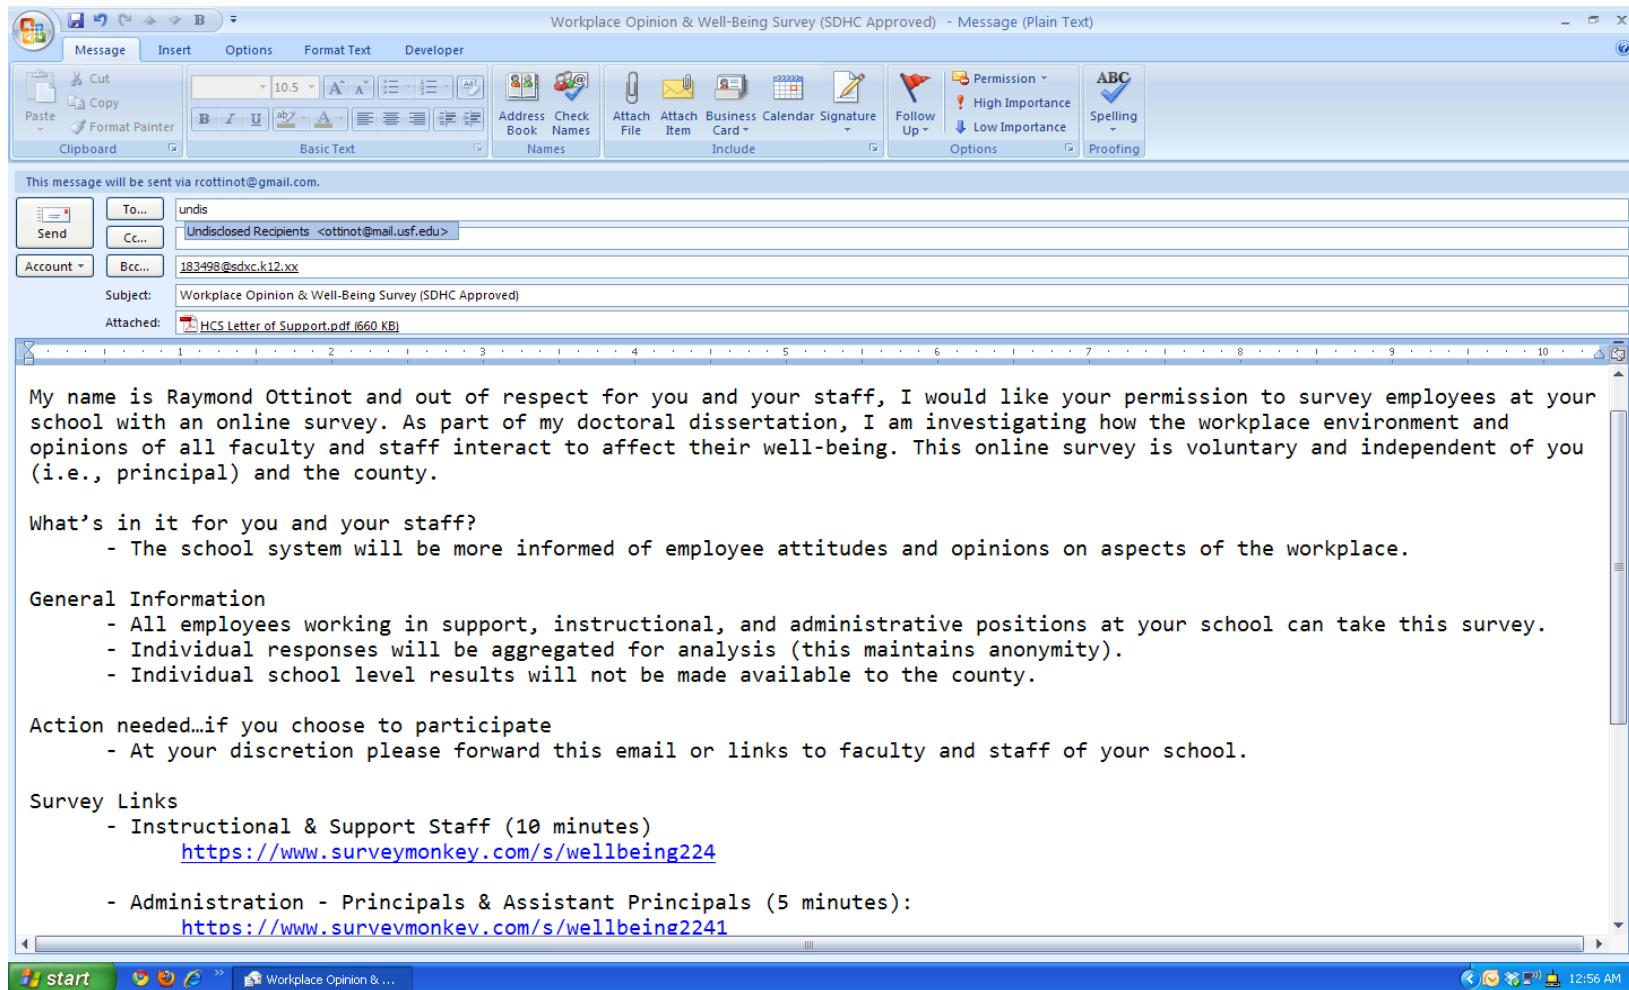 Workplace Opinion & Well-Being Survey (SDHC Approved) - Message (Plain Text)
Message Insert Options Format Text Developer
Paste
Cut
Copy
Format Painter
Clipboard
10.5
B I U
Basic Text
Address Book
Check Names
Names
Attach File
Attach Item
Business Card
Calendar
Signature
Include
Follow Up
Permission
High Importance
Low Importance
Options
ABC
Spelling
Proofing
This message will be sent via rcottinot@gmail.com.
Send
Account
To... undis
Undisclosed Recipients <ottinot@mail.usf.edu>
Cc...
Bcc... 183498@sdxc.k12.xx
Subject: Workplace Opinion & Well-Being Survey (SDHC Approved)
Attached: HCS Letter of Support.pdf (660 KB)
1 2 3 4 5 6 7 8 9 10
My name is Raymond Ottinot and out of respect for you and your staff, I would like your permission to survey employees at your
school with an online survey. As part of my doctoral dissertation, I am investigating how the workplace environment and
opinions of all faculty and staff interact to affect their well-being. This online survey is voluntary and independent of you
(i.e., principal) and the county.
What’s in it for you and your staff?
- The school system will be more informed of employee attitudes and opinions on aspects of the workplace.
General Information
- All employees working in support, instructional, and administrative positions at your school can take this survey.
- Individual responses will be aggregated for analysis (this maintains anonymity).
- Individual school level results will not be made available to the county.
Action needed…if you choose to participate
- At your discretion please forward this email or links to faculty and staff of your school.
Survey Links
- Instructional & Support Staff (10 minutes)
https://www.surveymonkey.com/s/wellbeing224
- Administration - Principals & Assistant Principals (5 minutes):
https://www.surveymonkey.com/s/wellbeing2241
start
Workplace Opinion & ...
12:56 AM